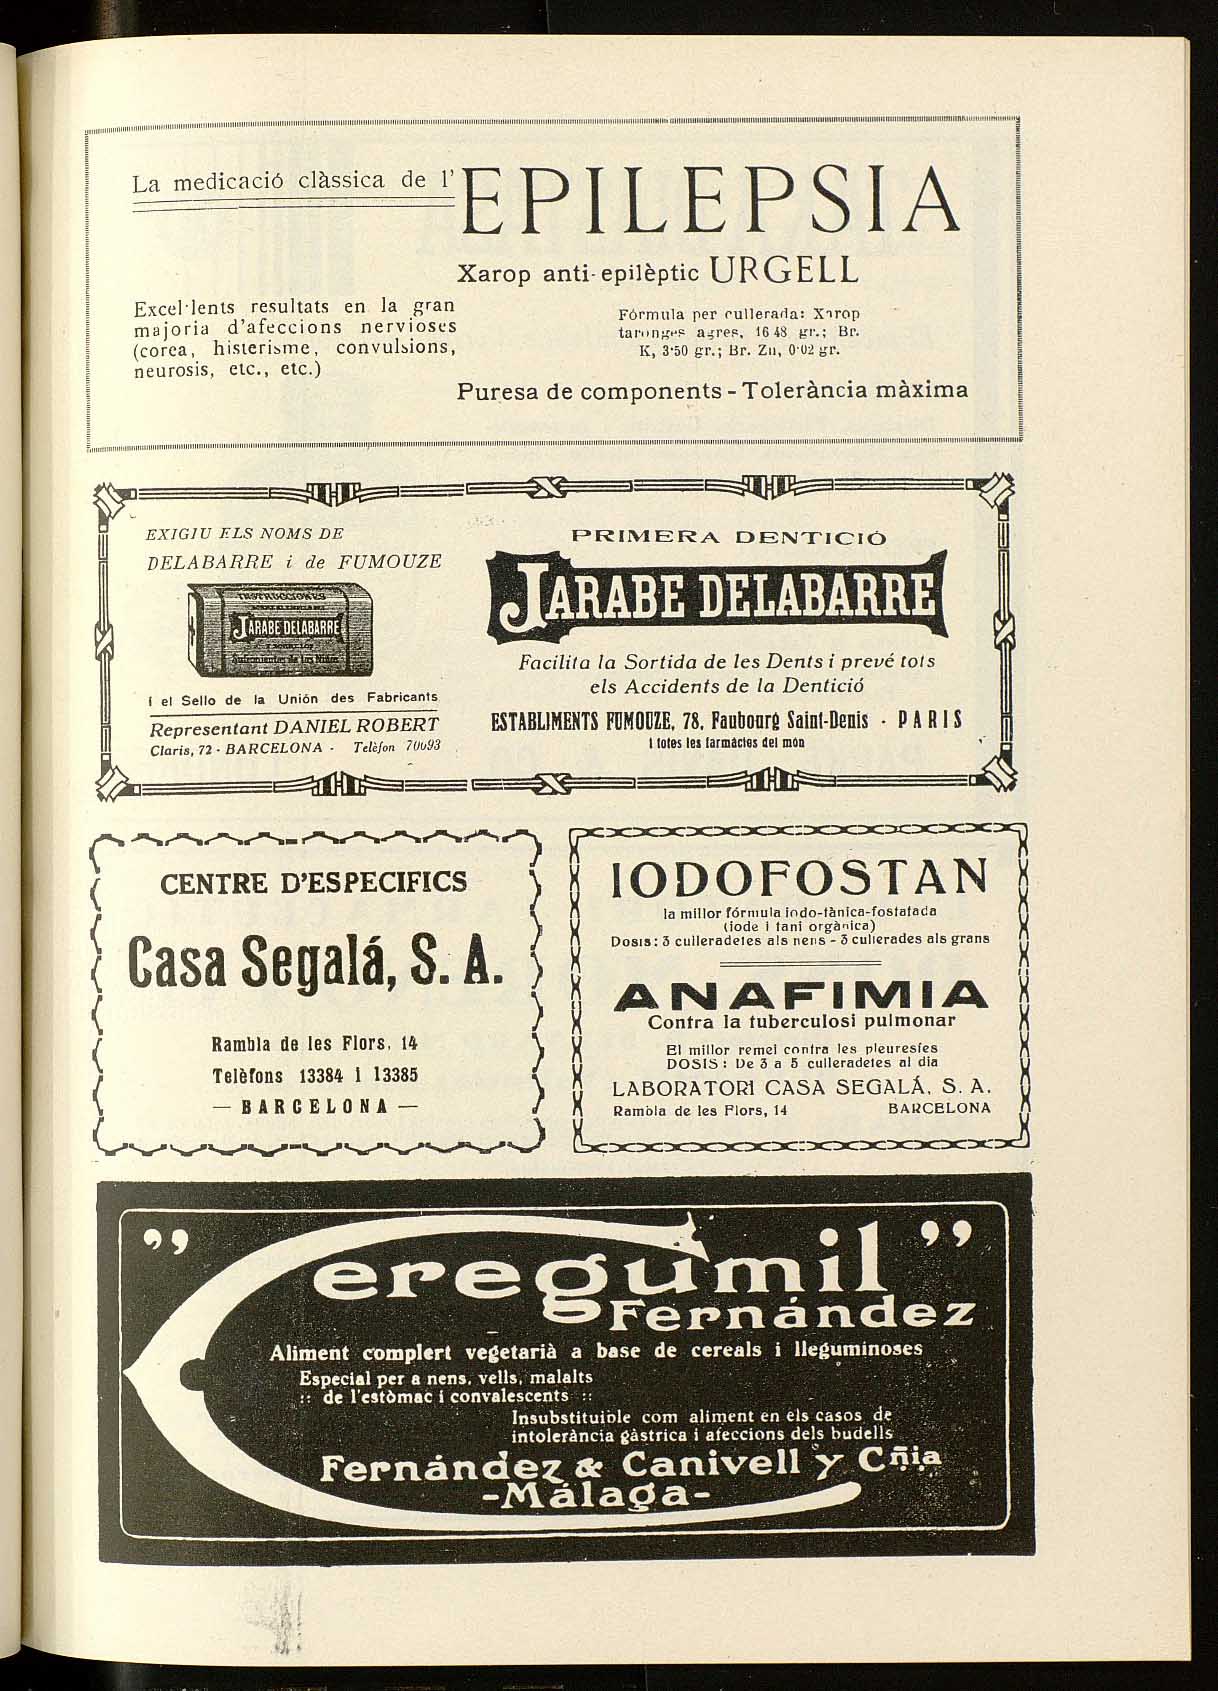 La medicació clàssica de l' EPILEPSIA
Xarop anti-epilèptic URGELL
Excel·lents resultats en la gran
majoria d'afeccions nervioses
(corea, histerisme, convulsions,
neurosis, etc., etc.)
Fórmula per cullerada: Xarop
taronges agres, 16 48 gr.; Br.
K, 3'50 gr.; Br. Zn, 0'02 gr.
Puresa de components - Tolerància màxima
EXIGIU ELS NOMS DE
DELABARRE i de FUMOUZE
INSTRUCCIONES
JARABE DELABARRE
i el Sello de la Unión des Fabricants
Representant DANIEL ROBERT
Claris, 72 - BARCELONA - Telèfon 70093
PRIMERA DENTICIÓ
JARABE DELABARRE
Facilita la Sortida de les Dents i prevé tots
els Accidents de la Dentició
ESTABLIMENTS FUMOUZE, 78, Faubourg Saint-Denis - PARIS
I totes les farmàcies del món
CENTRE D'ESPECIFICS
Casa Segalá, S. A.
Rambla de les Flors, 14
Telèfons 13384 i 13385
— BARCELONA —
IODOFOSTAN
la millor fórmula iodo-tànica-fosfatada
(iode i taní orgànica)
Dosis: 3 culleradetes als nens - 3 cullerades als grans
ANAFIMIA
Contra la tuberculosi pulmonar
El millor remei contra les pleuresíes
DOSIS: De 3 a 5 culleradetes al dia
LABORATORI CASA SEGALÁ, S. A.
Rambla de les Flors, 14 BARCELONA
"Ceregumil"
Fernández
Aliment complert vegetarià a base de cereals i lleguminoses
Especial per a nens, vells, malalts
:: de l'estòmac i convalescents ::
Insubstituible com aliment en els casos de
intolerància gàstrica i afeccions dels budells
Fernández & Canivell y Cñia.
-Málaga-